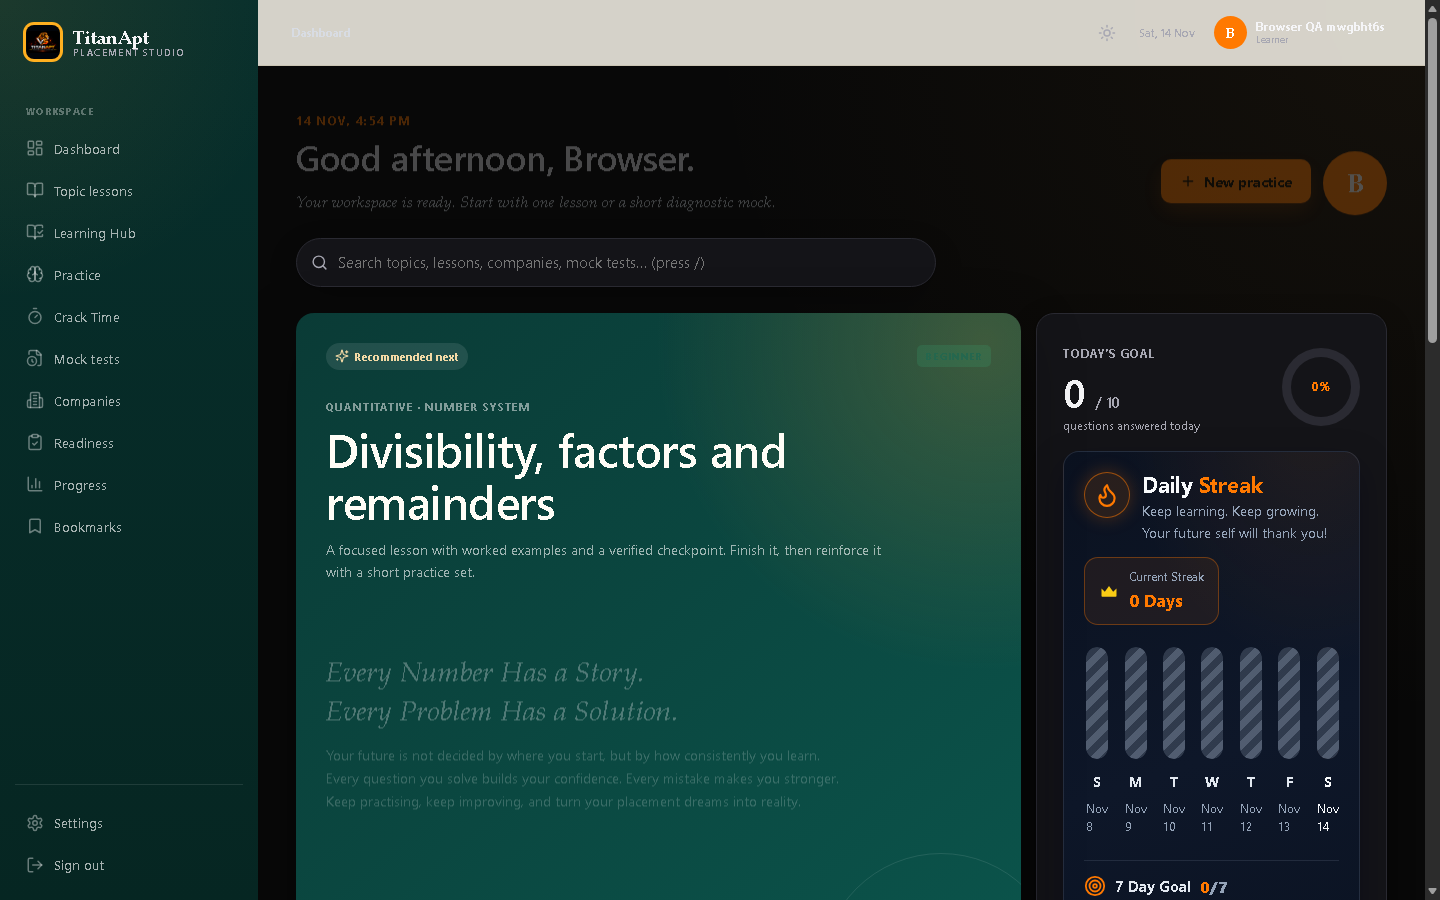 TitanApt
PLACEMENT STUDIO
WORKSPACE
Dashboard
Topic lessons
Learning Hub
Practice
Crack Time
Mock tests
Companies
Readiness
Progress
Bookmarks
Settings
Sign out
Dashboard
Sat, 14 Nov
B
Browser QA mwgbht6s
Learner
14 NOV, 4:54 PM
Good afternoon, Browser.
Your workspace is ready. Start with one lesson or a short diagnostic mock.
New practice
B
Search topics, lessons, companies, mock tests... (press /)
Recommended next
BEGINNER
QUANTITATIVE · NUMBER SYSTEM
Divisibility, factors and
remainders
A focused lesson with worked examples and a verified checkpoint. Finish it, then reinforce it
with a short practice set.
Every Number Has a Story.
Every Problem Has a Solution.
Your future is not decided by where you start, but by how consistently you learn.
Every question you solve builds your confidence. Every mistake makes you stronger.
Keep practising, keep improving, and turn your placement dreams into reality.
TODAY'S GOAL
0 / 10
questions answered today
0%
Daily Streak
Keep learning. Keep growing.
Your future self will thank you!
Current Streak
0 Days
S M T W T F S
Nov Nov Nov Nov Nov Nov Nov
8 9 10 11 12 13 14
7 Day Goal 0/7